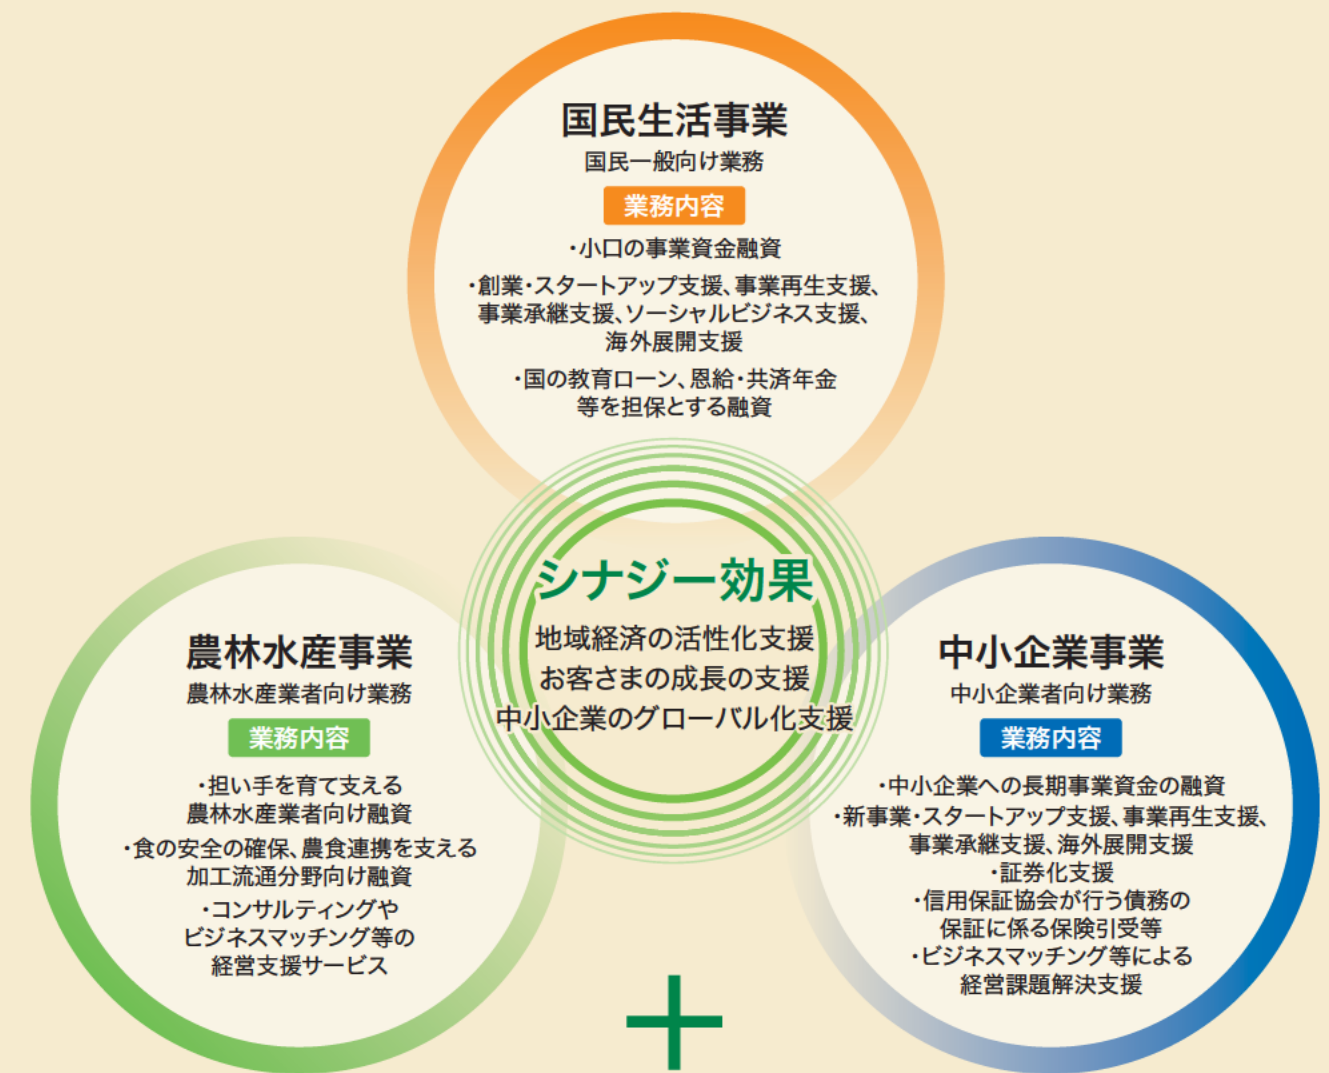 国民生活事業
国民一般向け業務
業務内容
・小口の事業資金融資
・創業・スタートアップ支援、事業再生支援、
事業承継支援、ソーシャルビジネス支援、
海外展開支援
・国の教育ローン、恩給・共済年金
等を担保とする融資
シナジー効果
地域経済の活性化支援
お客さまの成長の支援
中小企業のグローバル化支援
農林水産事業
農林水産業者向け業務
業務内容
・担い手を育て支える
農林水産業者向け融資
・食の安全の確保、農食連携を支える
加工流通分野向け融資
・コンサルティングや
ビジネスマッチング等の
経営支援サービス
中小企業事業
中小企業者向け業務
業務内容
・中小企業への長期事業資金の融資
・新事業・スタートアップ支援、事業再生支援、
事業承継支援、海外展開支援
・証券化支援
・信用保証協会が行う債務の
保証に係る保険引受等
・ビジネスマッチング等による
経営課題解決支援
+